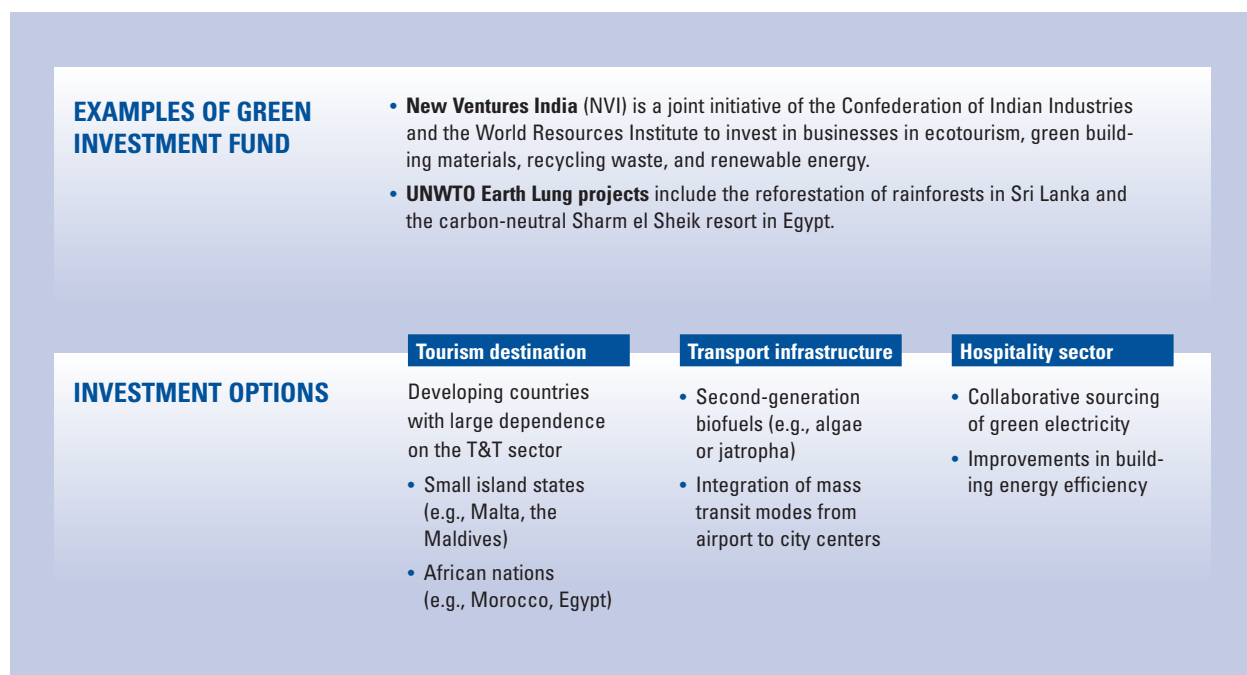 EXAMPLES OF GREEN
INVESTMENT FUND
• New Ventures India (NVI) is a joint initiative of the Confederation of Indian Industries
and the World Resources Institute to invest in businesses in ecotourism, green build-
ing materials, recycling waste, and renewable energy.
• UNWTO Earth Lung projects include the reforestation of rainforests in Sri Lanka and
the carbon-neutral Sharm el Sheik resort in Egypt.
INVESTMENT OPTIONS
Tourism destination
Developing countries
with large dependence
on the T&T sector
• Small island states
(e.g., Malta, the
Maldives)
• African nations
(e.g., Morocco, Egypt)
Transport infrastructure
• Second-generation
biofuels (e.g., algae
or jatropha)
• Integration of mass
transit modes from
airport to city centers
Hospitality sector
• Collaborative sourcing
of green electricity
• Improvements in build-
ing energy efficiency